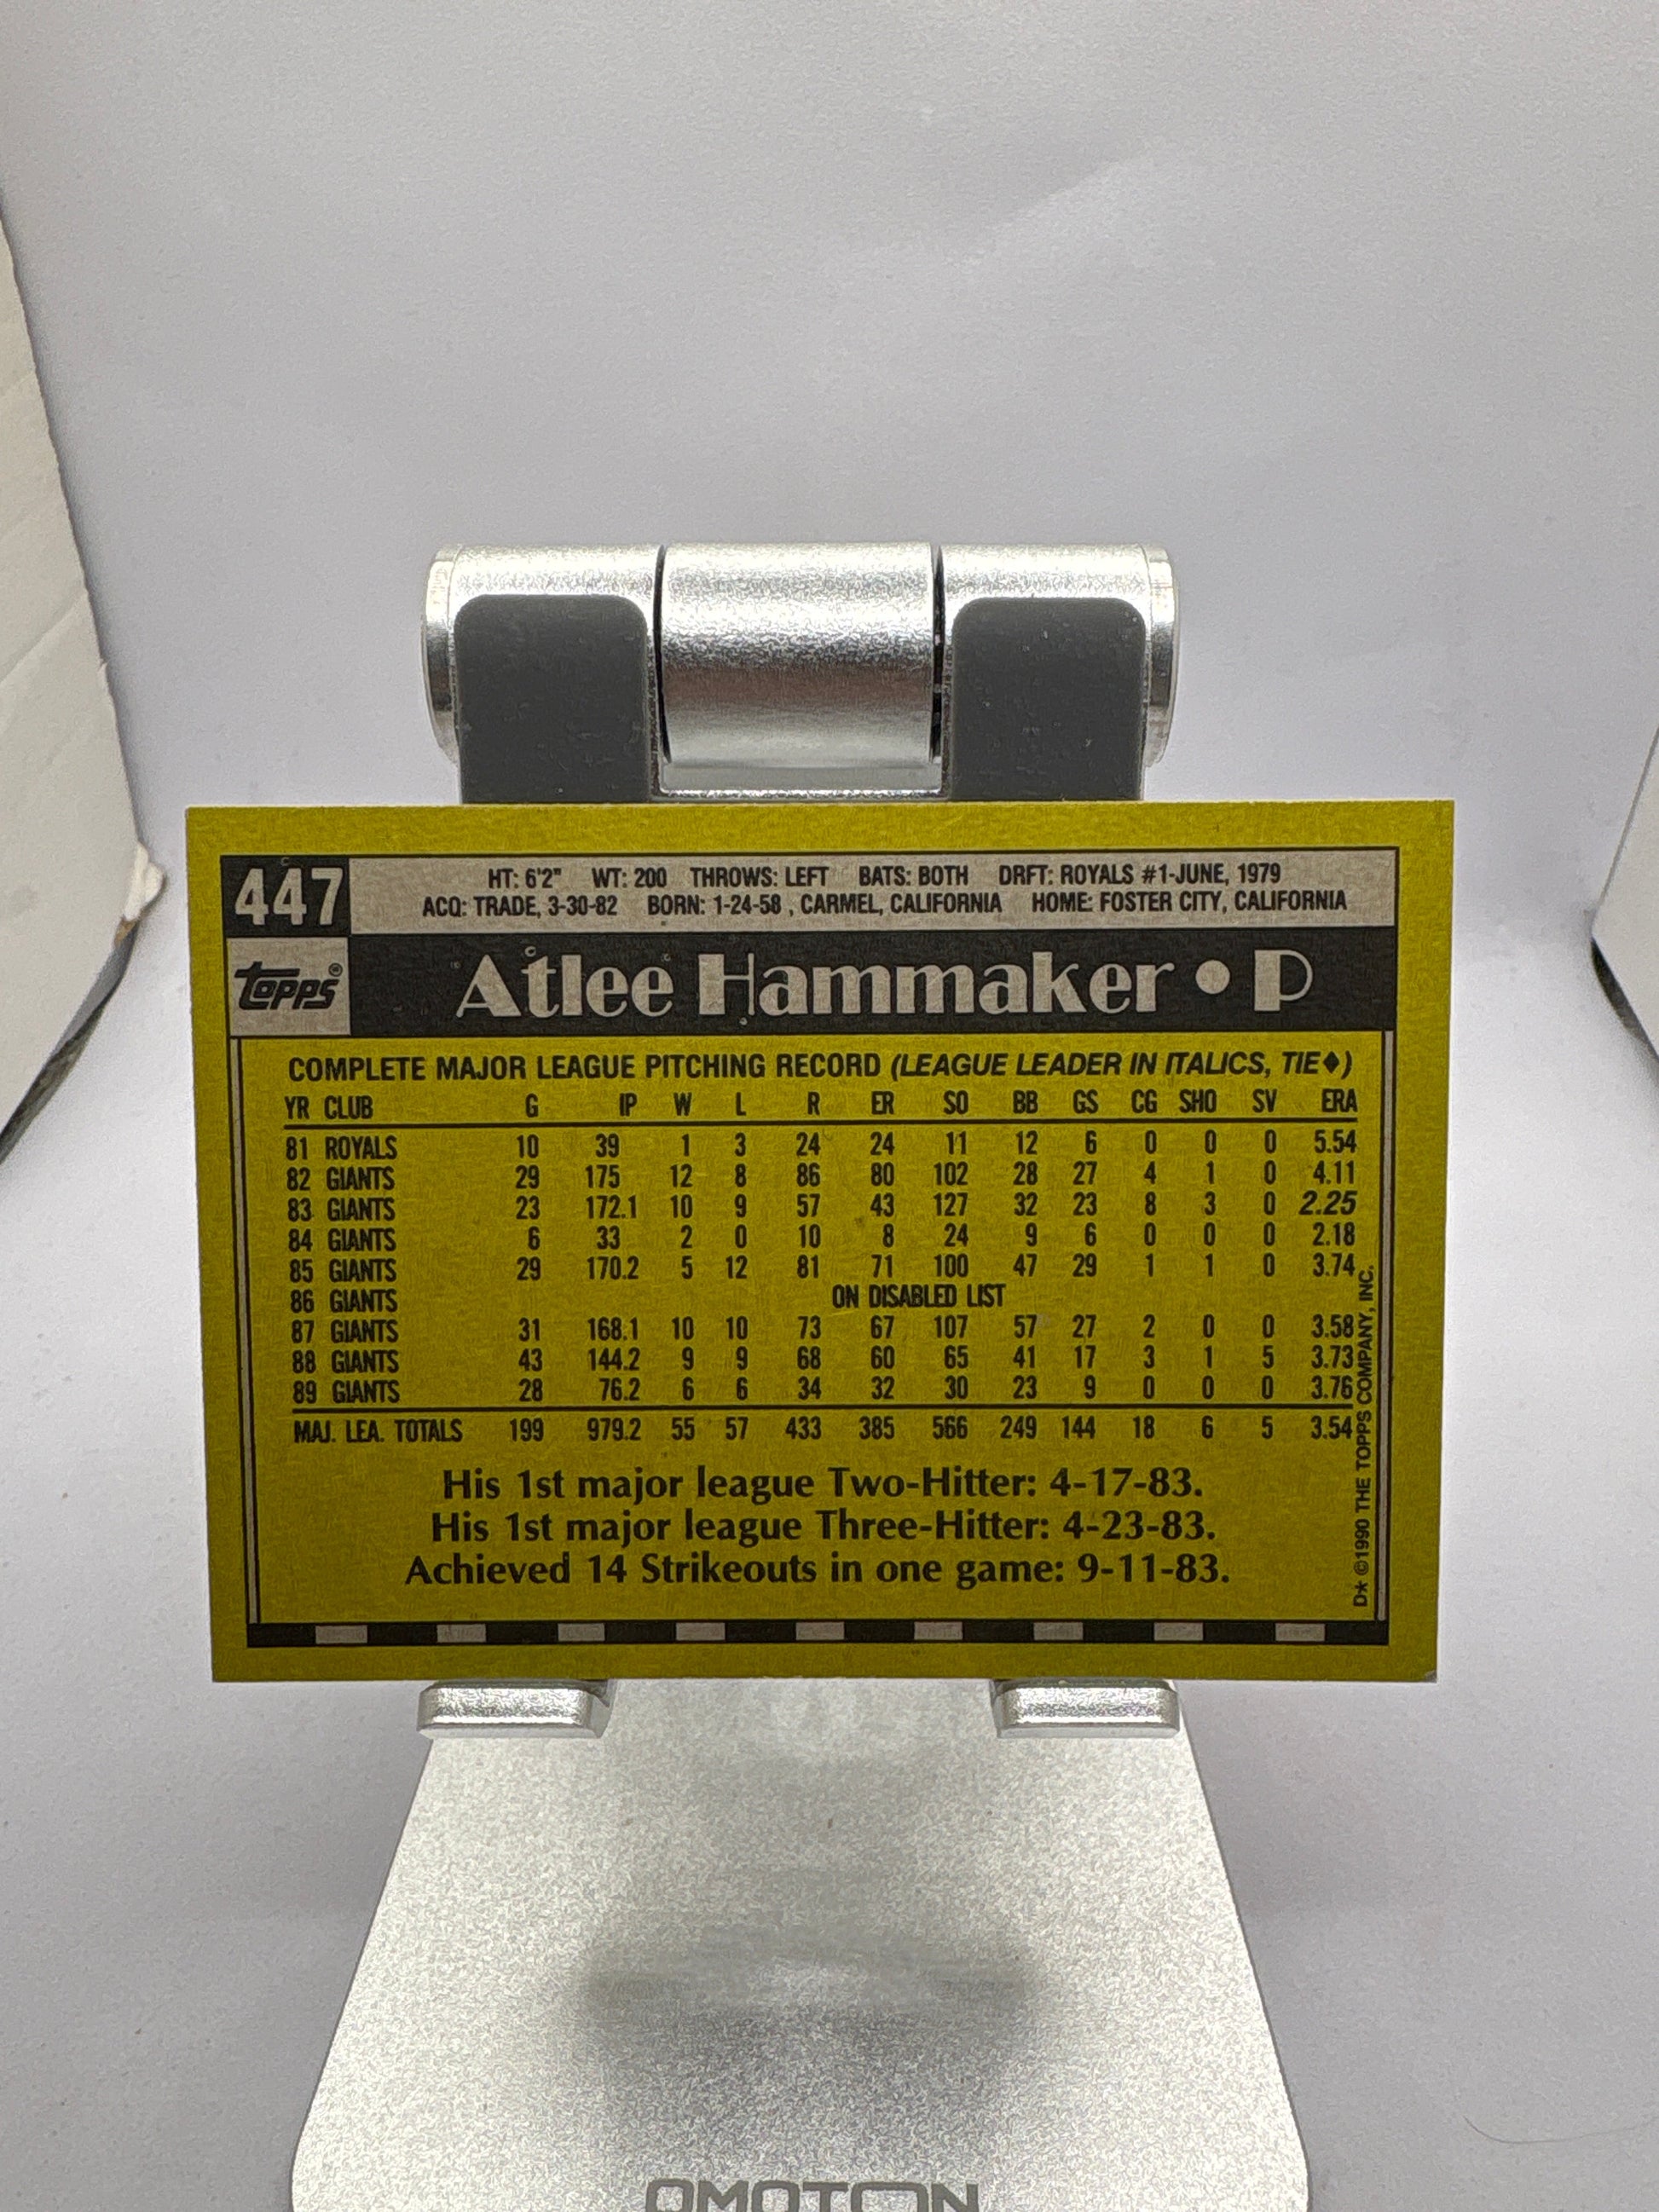 447
HT: 6'2" WT: 200 THROWS: LEFT BATS: BOTH DRFT: ROYALS #1-JUNE, 1979
ACQ: TRADE, 3-30-82 BORN: 1-24-58 , CARMEL, CALIFORNIA HOME: FOSTER CITY, CALIFORNIA
TOPPS®
Atlee Hammaker • P
COMPLETE MAJOR LEAGUE PITCHING RECORD (LEAGUE LEADER IN ITALICS, TIE♦)
YR CLUB G IP W L R ER SO BB GS CG SHO SV ERA
81 ROYALS 10 39 1 3 24 24 11 12 6 0 0 0 5.54
82 GIANTS 29 175 12 8 86 80 102 28 27 4 1 0 4.11
83 GIANTS 23 172.1 10 9 57 43 127 32 23 8 3 0 2.25
84 GIANTS 6 33 2 0 10 8 24 9 6 0 0 0 2.18
85 GIANTS 29 170.2 5 12 81 71 100 47 29 1 1 0 3.74
86 GIANTS ON DISABLED LIST
87 GIANTS 31 168.1 10 10 73 67 107 57 27 2 0 0 3.58
88 GIANTS 43 144.2 9 9 68 60 65 41 17 3 1 5 3.73
89 GIANTS 28 76.2 6 6 34 32 30 23 9 0 0 0 3.76
MAJ. LEA. TOTALS 199 979.2 55 57 433 385 566 249 144 18 6 5 3.54
His 1st major league Two-Hitter: 4-17-83.
His 1st major league Three-Hitter: 4-23-83.
Achieved 14 Strikeouts in one game: 9-11-83.
D* ©1990 THE TOPPS COMPANY, INC.
OMOTON